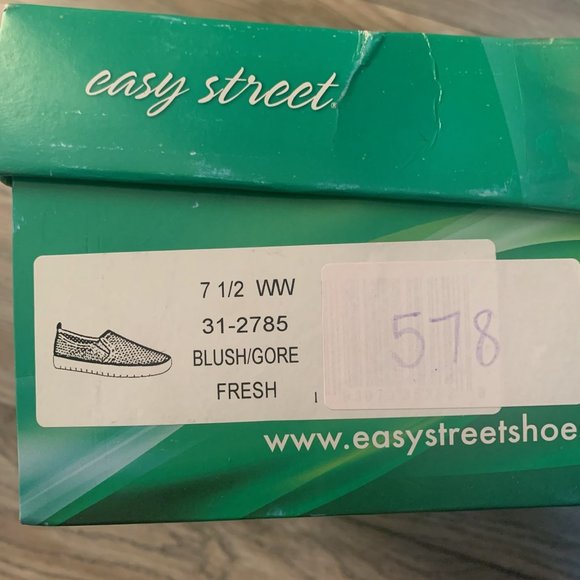 easy street®
7 1/2 WW
31-2785
BLUSH/GORE
FRESH
578
www.easystreetshoe